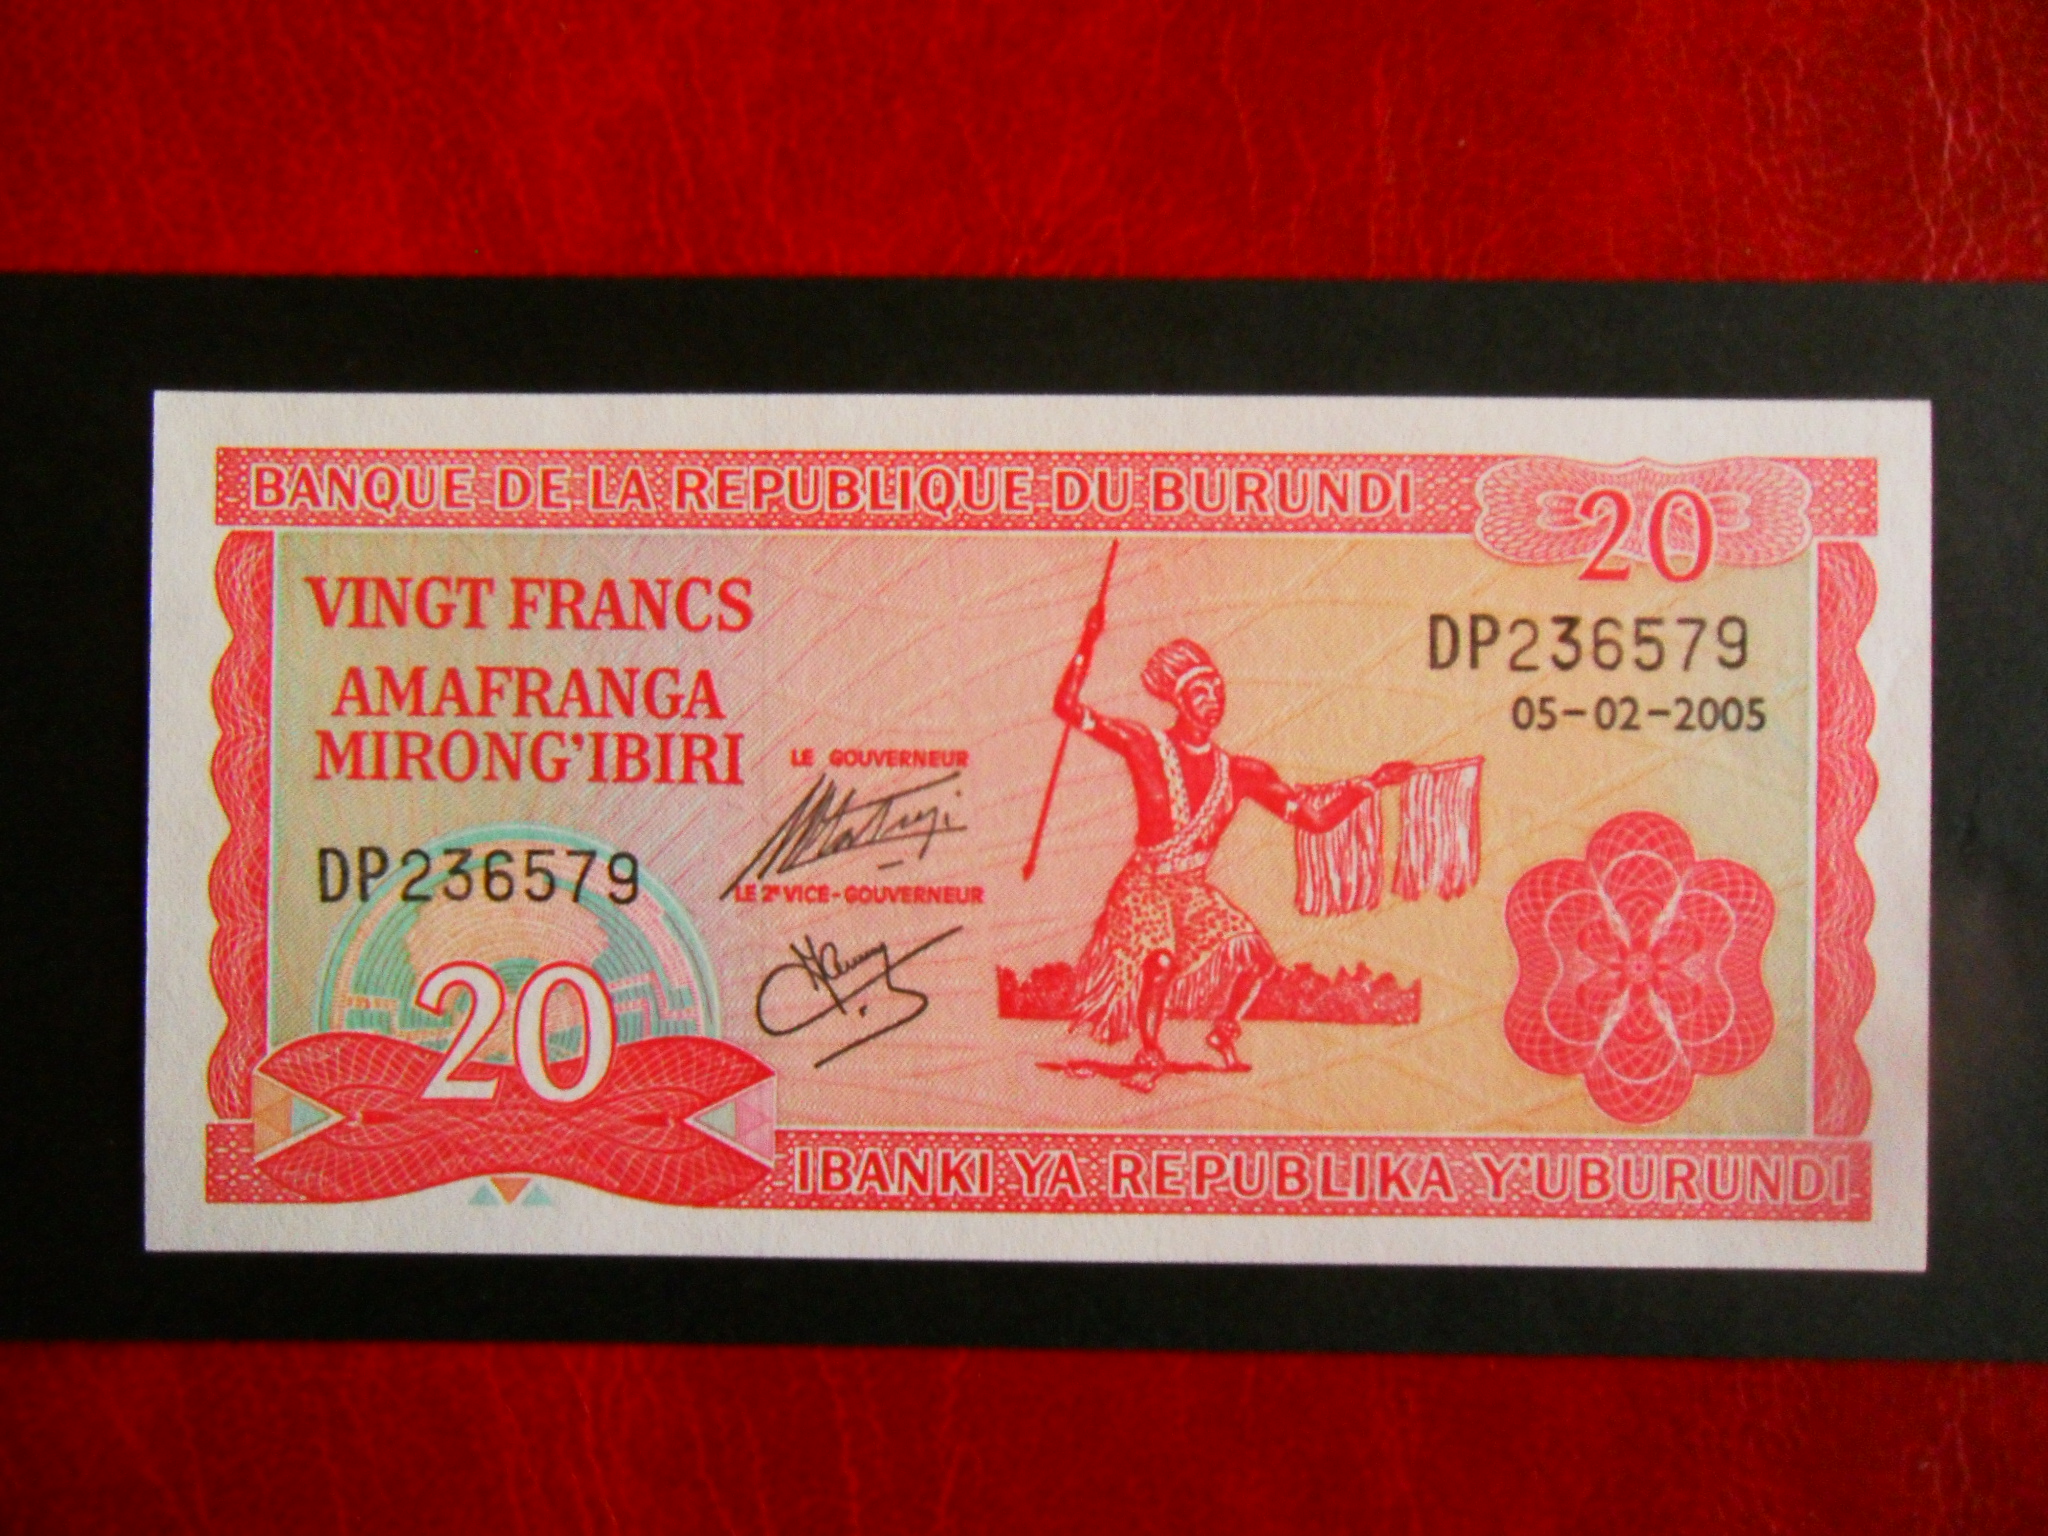 BANQUE DE LA REPUBLIQUE DU BURUNDI
20
VINGT FRANCS
AMAFRANGA
MIRONG'IBIRI
DP236579
05-02-2005
LE GOUVERNEUR
DP236579
LE 2e VICE-GOUVERNEUR
20
IBANKI YA REPUBLIKA Y'UBURUNDI